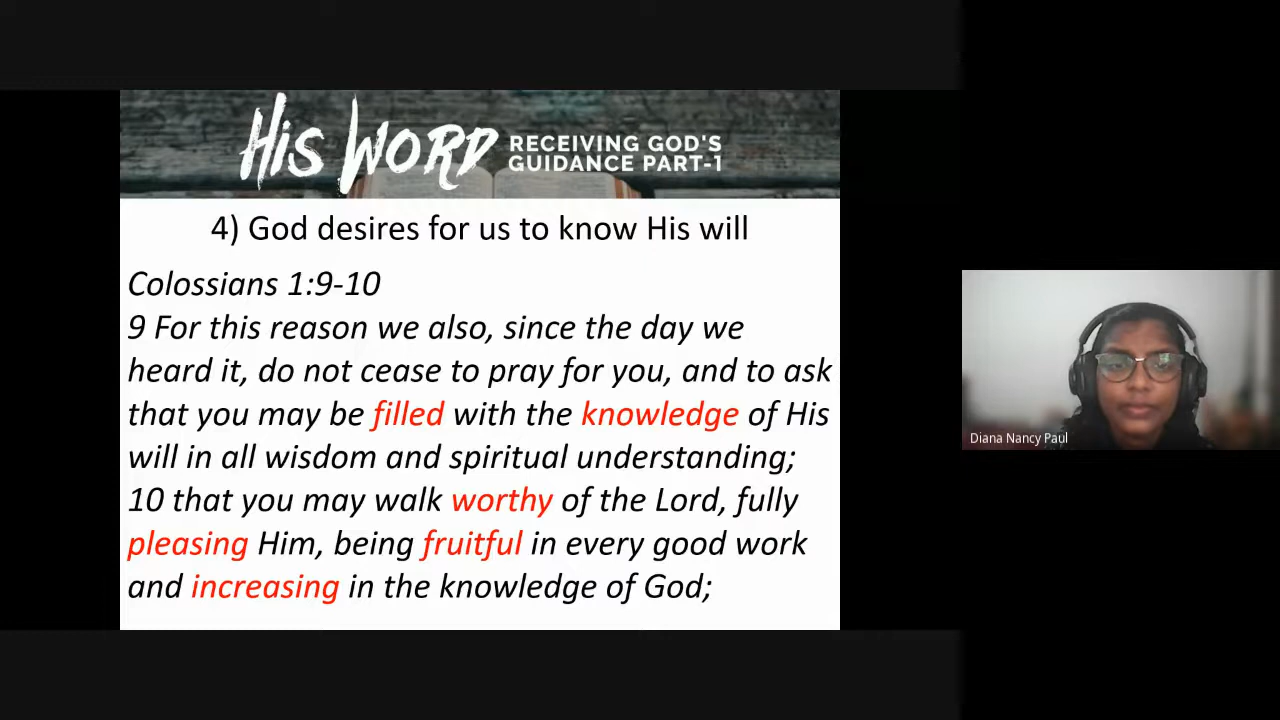 His WORD RECEIVING GOD'S
GUIDANCE PART-1
4) God desires for us to know His will
Colossians 1:9-10
9 For this reason we also, since the day we
heard it, do not cease to pray for you, and to ask
that you may be filled with the knowledge of His
will in all wisdom and spiritual understanding;
10 that you may walk worthy of the Lord, fully
pleasing Him, being fruitful in every good work
and increasing in the knowledge of God;
Diana Nancy Paul